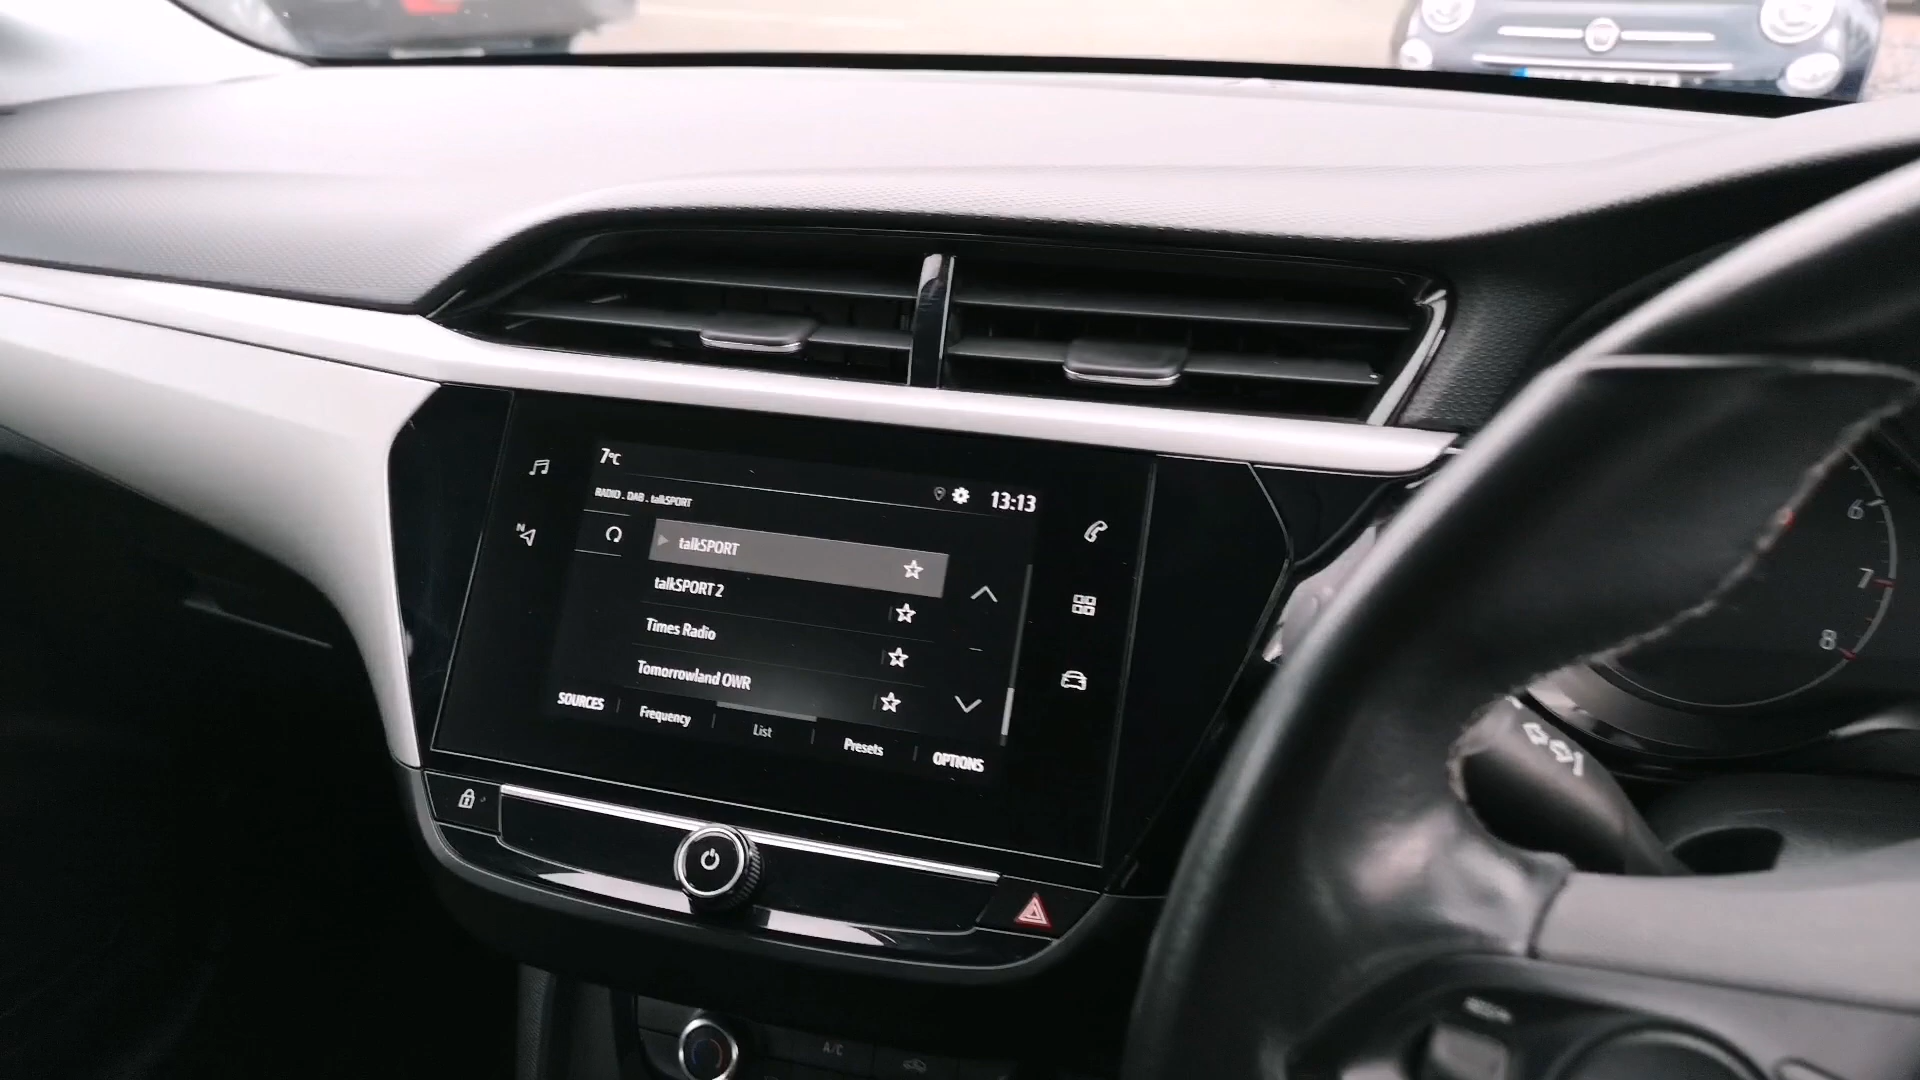 7°C
13:13
RADIO . DAB . talkSPORT
N
talkSPORT
talkSPORT 2
Times Radio
Tomorrowland OWR
SOURCES
Frequency
List
Presets
OPTIONS
6
7
8
A/C